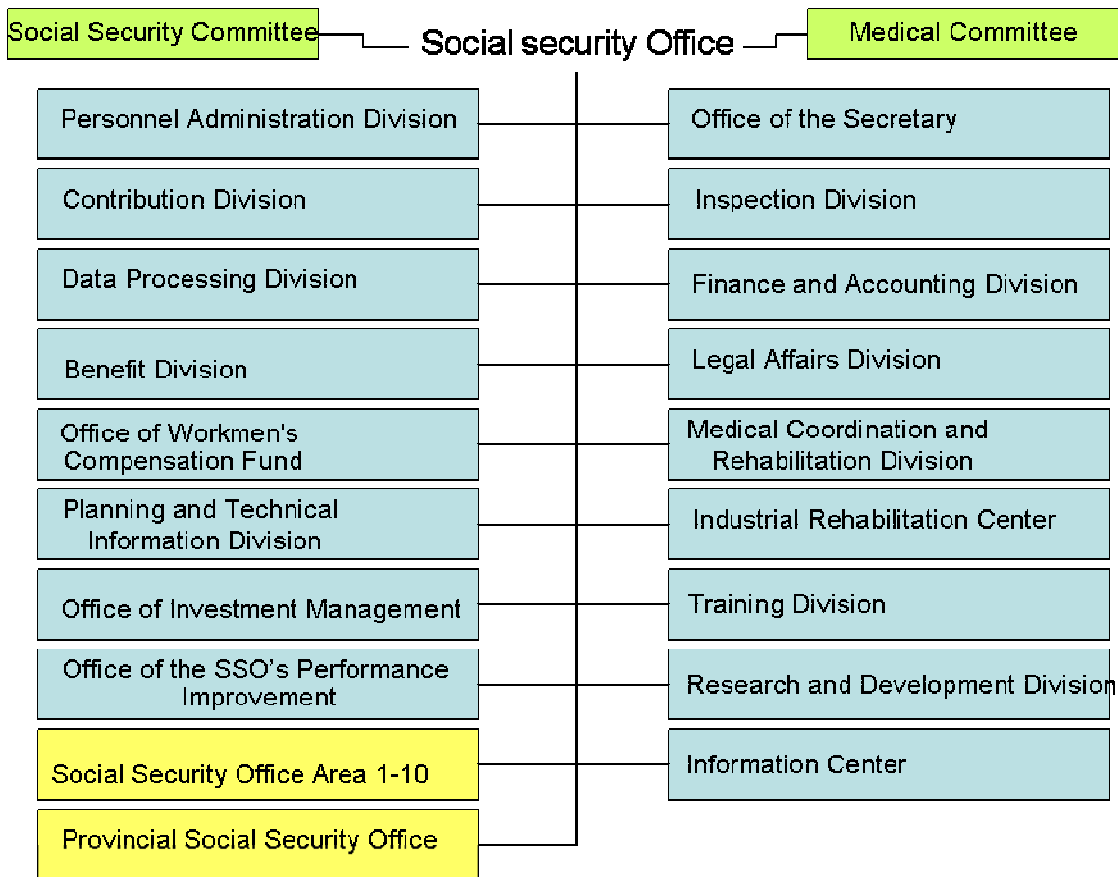 Social Security Committee
Social security Office
Medical Committee
Personnel Administration Division
Office of the Secretary
Contribution Division
Inspection Division
Data Processing Division
Finance and Accounting Division
Benefit Division
Legal Affairs Division
Office of Workmen's
Compensation Fund
Medical Coordination and
Rehabilitation Division
Planning and Technical
Information Division
Industrial Rehabilitation Center
Office of Investment Management
Training Division
Office of the SSO's Performance
Improvement
Research and Development Division
Social Security Office Area 1-10
Information Center
Provincial Social Security Office